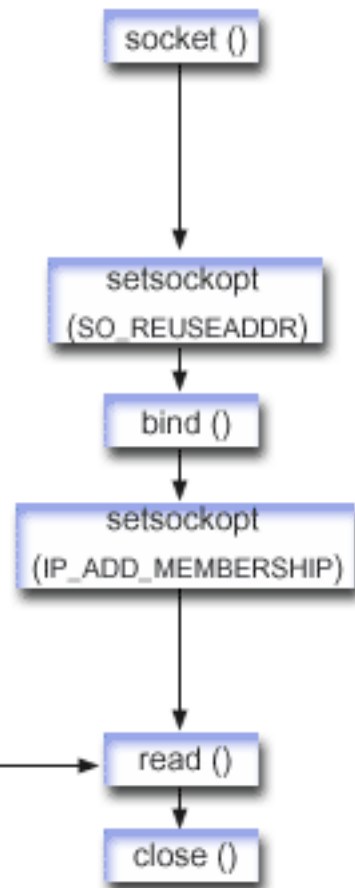 socket ()
setsockopt
(SO_REUSEADDR)
bind ()
setsockopt
(IP_ADD_MEMBERSHIP)
read ()
close ()